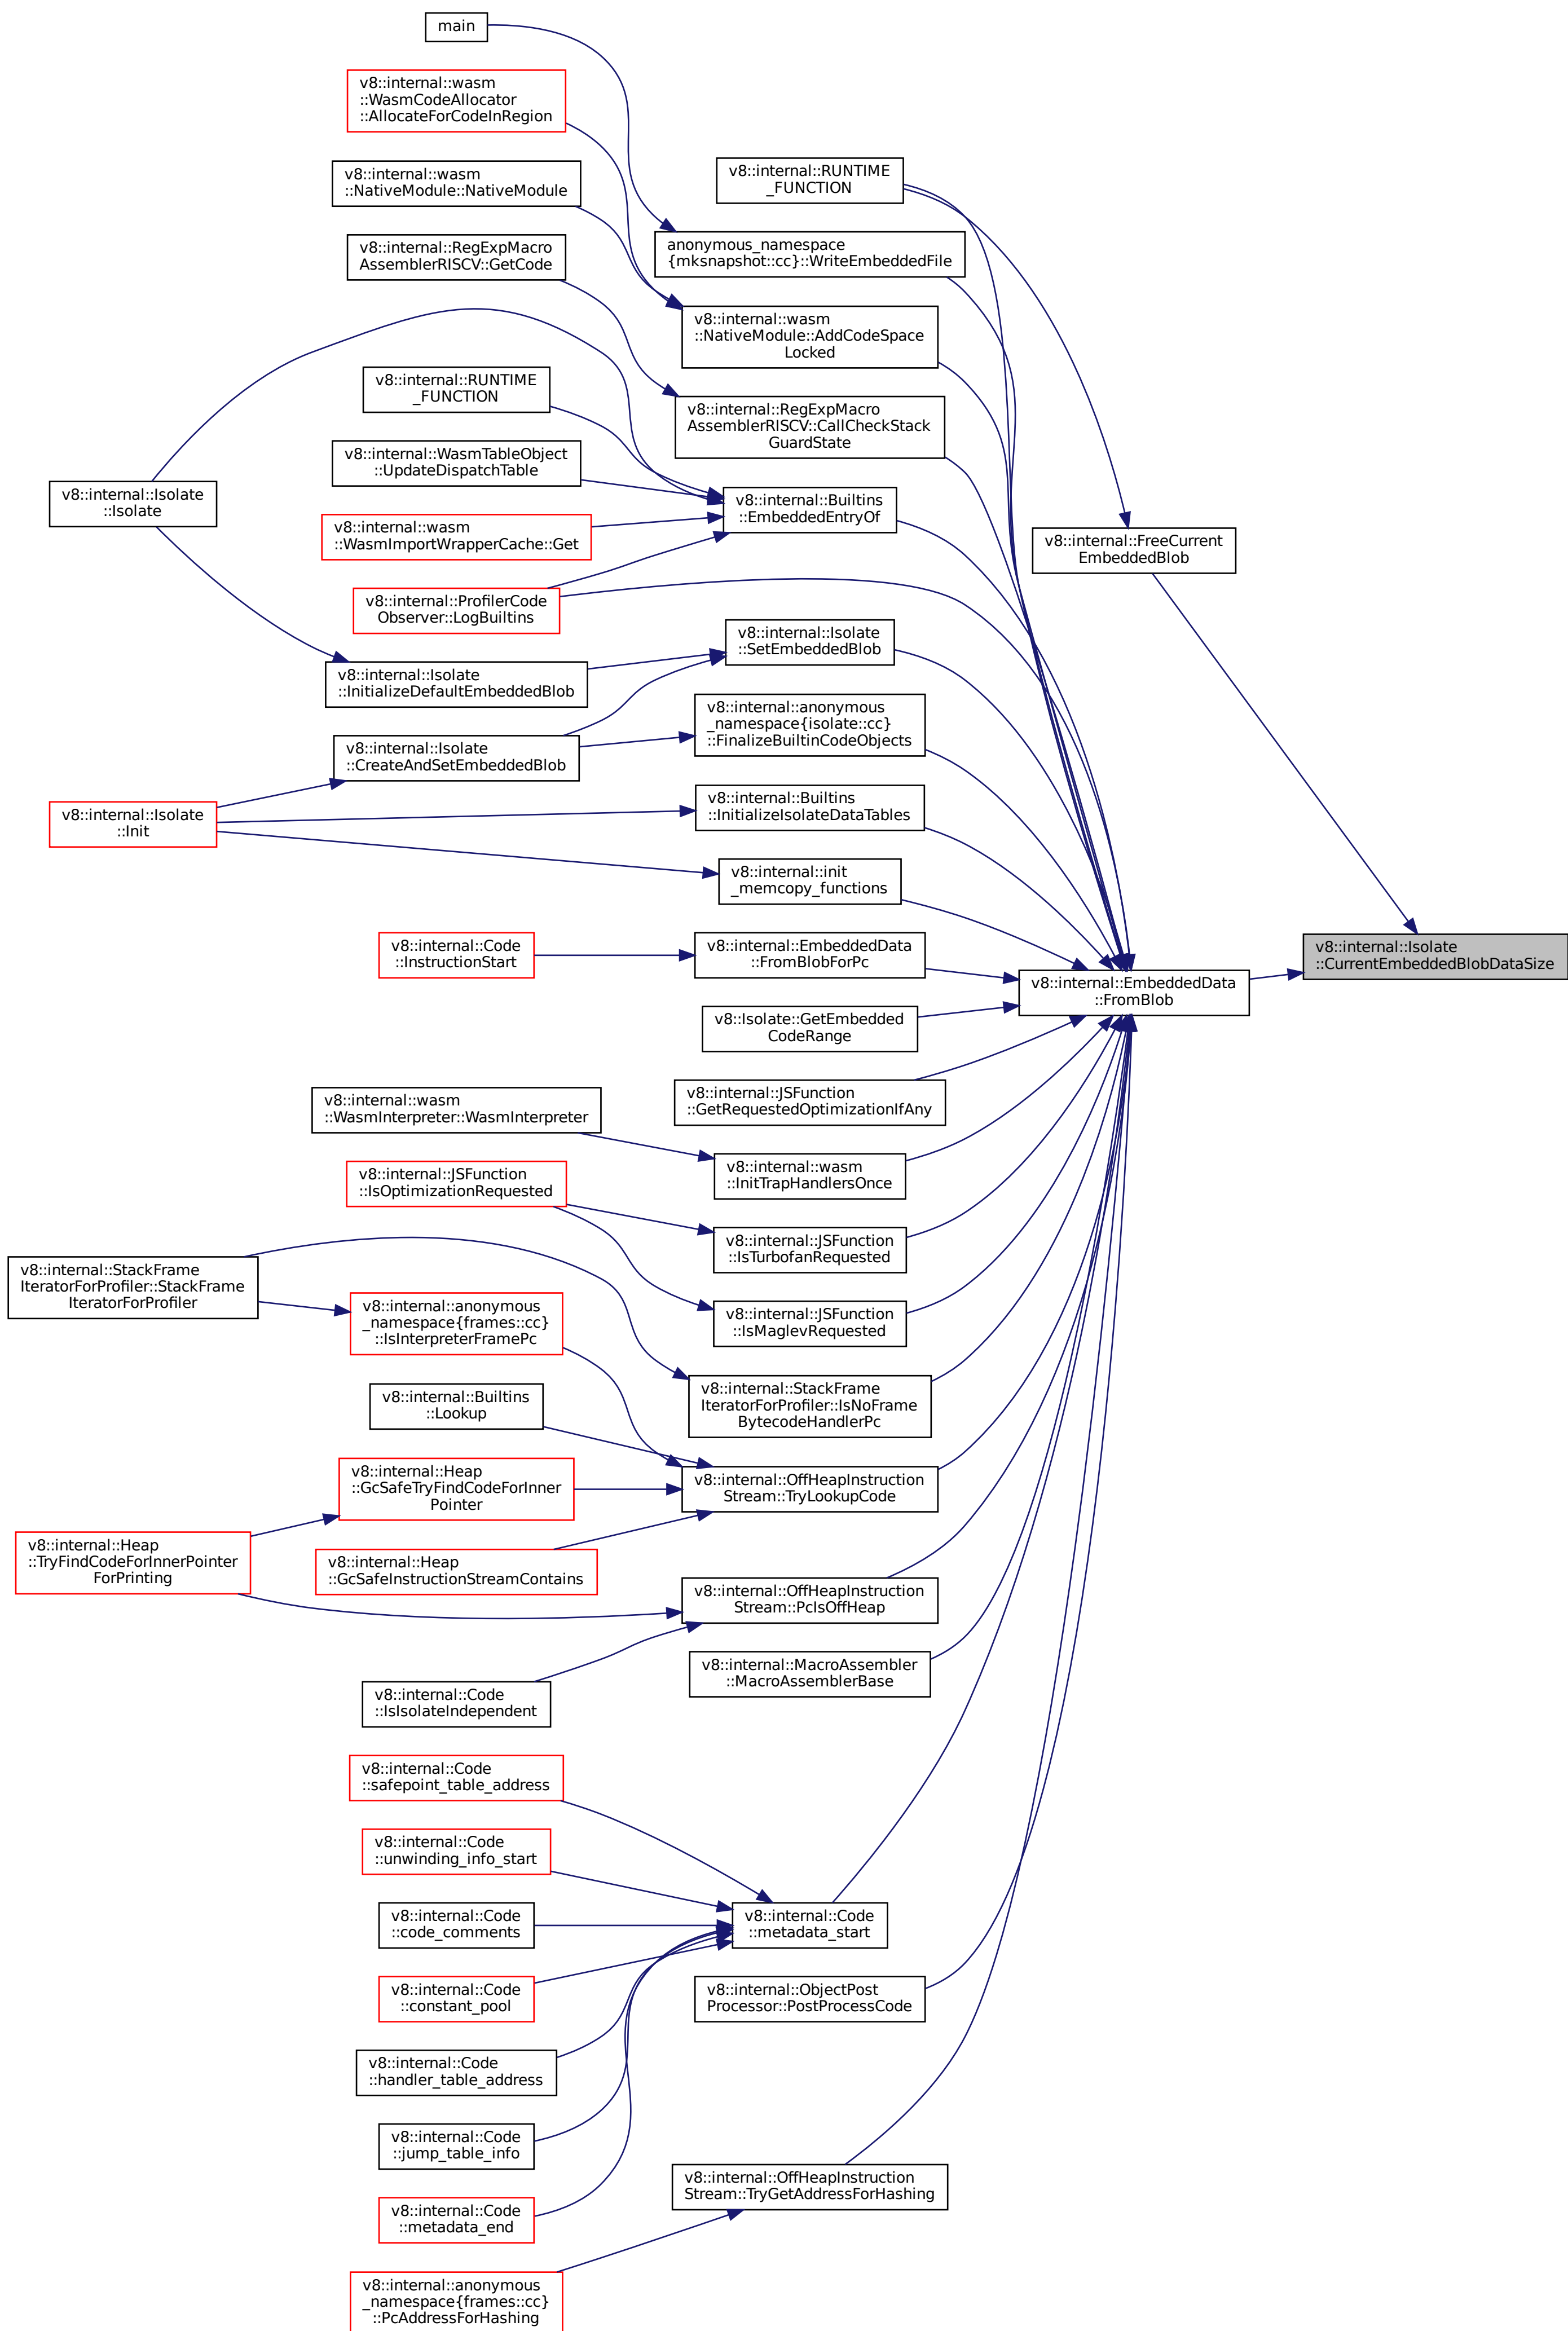 main
v8::internal::wasm
::WasmCodeAllocator
::AllocateForCodeInRegion
v8::internal::RUNTIME
_FUNCTION
v8::internal::wasm
::NativeModule::NativeModule
anonymous_namespace
{mksnapshot::cc}::WriteEmbeddedFile
v8::internal::RegExpMacro
AssemblerRISCV::GetCode
v8::internal::wasm
::NativeModule::AddCodeSpace
Locked
v8::internal::RUNTIME
_FUNCTION
v8::internal::RegExpMacro
AssemblerRISCV::CallCheckStack
GuardState
v8::internal::WasmTableObject
::UpdateDispatchTable
v8::internal::Isolate
::Isolate
v8::internal::Builtins
::EmbeddedEntryOf
v8::internal::wasm
::WasmImportWrapperCache::Get
v8::internal::FreeCurrent
EmbeddedBlob
v8::internal::ProfilerCode
Observer::LogBuiltins
v8::internal::Isolate
::SetEmbeddedBlob
v8::internal::Isolate
::InitializeDefaultEmbeddedBlob
v8::internal::anonymous
_namespace{isolate::cc}
::FinalizeBuiltinCodeObjects
v8::internal::Isolate
::CreateAndSetEmbeddedBlob
v8::internal::Builtins
::InitializeIsolateDataTables
v8::internal::Isolate
::Init
v8::internal::init
_memcopy_functions
v8::internal::Code
::InstructionStart
v8::internal::EmbeddedData
::FromBlobForPc
v8::internal::Isolate
::CurrentEmbeddedBlobDataSize
v8::internal::EmbeddedData
::FromBlob
v8::Isolate::GetEmbedded
CodeRange
v8::internal::JSFunction
::GetRequestedOptimizationIfAny
v8::internal::wasm
::WasmInterpreter::WasmInterpreter
v8::internal::wasm
::InitTrapHandlersOnce
v8::internal::JSFunction
::IsOptimizationRequested
v8::internal::JSFunction
::IsTurbofanRequested
v8::internal::StackFrame
IteratorForProfiler::StackFrame
IteratorForProfiler
v8::internal::anonymous
_namespace{frames::cc}
::IsInterpreterFramePc
v8::internal::JSFunction
::IsMaglevRequested
v8::internal::StackFrame
IteratorForProfiler::IsNoFrame
BytecodeHandlerPc
v8::internal::Builtins
::Lookup
v8::internal::Heap
::GcSafeTryFindCodeForInner
Pointer
v8::internal::OffHeapInstruction
Stream::TryLookupCode
v8::internal::Heap
::TryFindCodeForInnerPointer
ForPrinting
v8::internal::Heap
::GcSafeInstructionStreamContains
v8::internal::OffHeapInstruction
Stream::PcIsOffHeap
v8::internal::MacroAssembler
::MacroAssemblerBase
v8::internal::Code
::IsIsolateIndependent
v8::internal::Code
::safepoint_table_address
v8::internal::Code
::unwinding_info_start
v8::internal::Code
::code_comments
v8::internal::Code
::metadata_start
v8::internal::Code
::constant_pool
v8::internal::ObjectPost
Processor::PostProcessCode
v8::internal::Code
::handler_table_address
v8::internal::Code
::jump_table_info
v8::internal::OffHeapInstruction
Stream::TryGetAddressForHashing
v8::internal::Code
::metadata_end
v8::internal::anonymous
_namespace{frames::cc}
::PcAddressForHashing